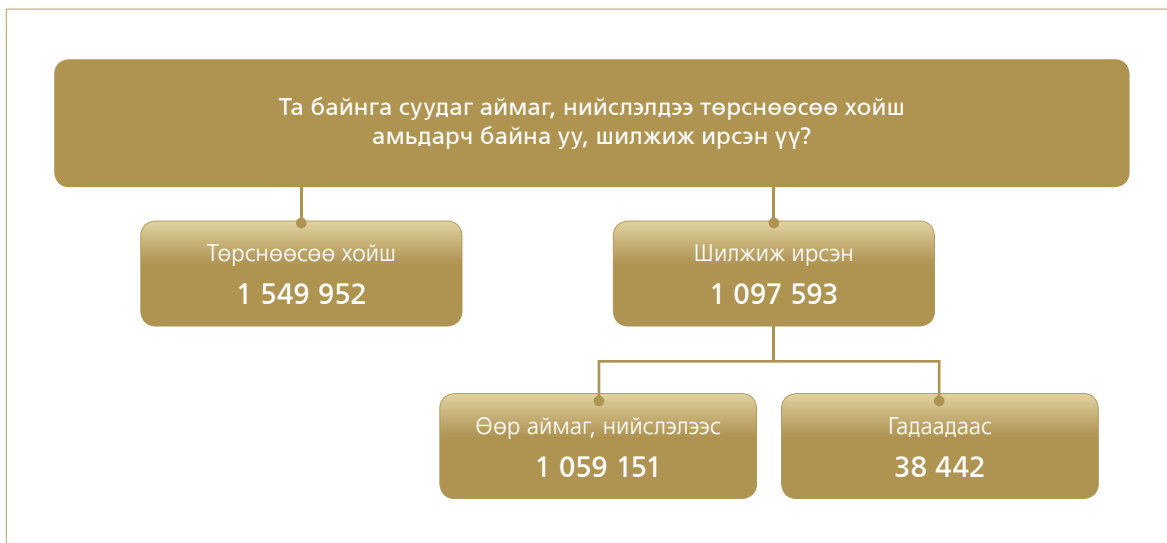 Та байнга суудаг аймаг, нийслэлдээ төрснөөсөө хойш
амьдарч байна уу, шилжиж ирсэн үү?
Төрснөөсөө хойш
1 549 952
Шилжиж ирсэн
1 097 593
Өөр аймаг, нийслэлээс
1 059 151
Гадаадаас
38 442